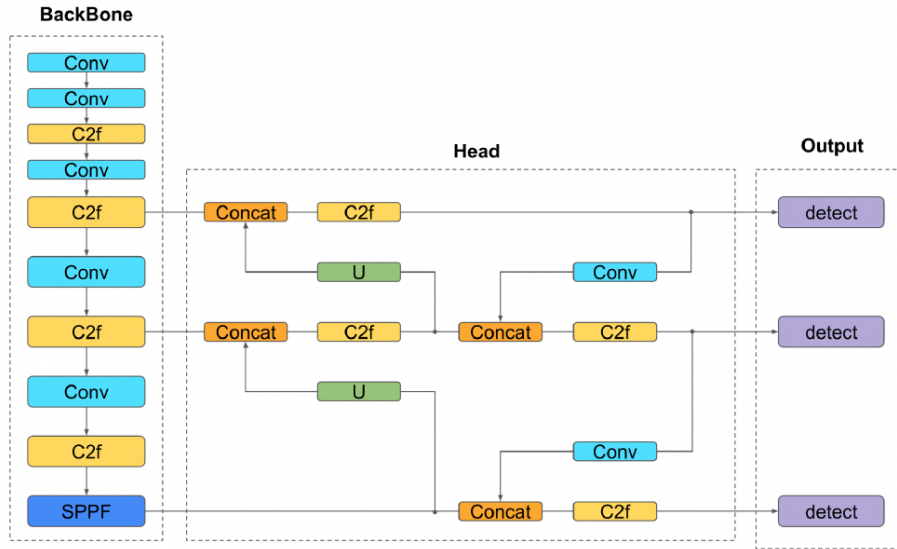 BackBone
Conv
Conv
C2f
Conv
C2f
Conv
C2f
Conv
C2f
SPPF
Head
Concat
C2f
U
Conv
Concat
C2f
Concat
C2f
U
Conv
Concat
C2f
Output
detect
detect
detect